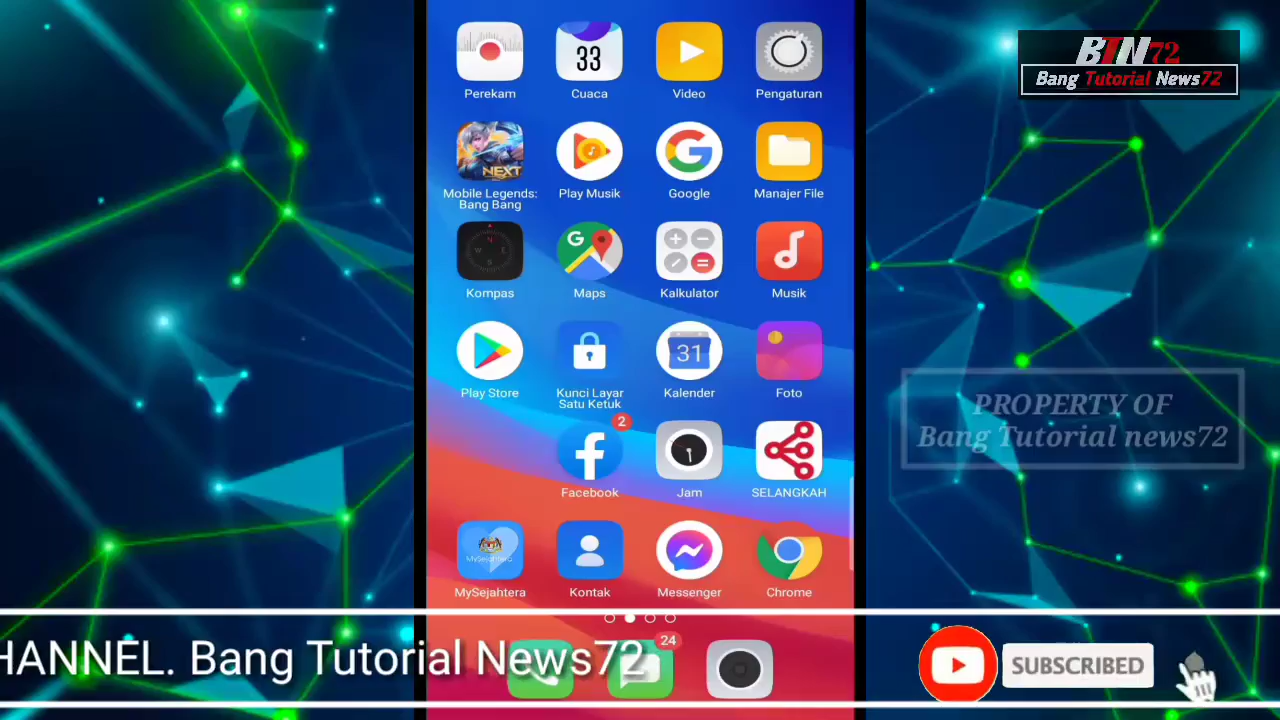 BTN72
Bang Tutorial News72
33
Perekam
Cuaca
Video
Pengaturan
NEXT
G
Mobile Legends:
Bang Bang
Play Musik
Google
Manajer File
N
W
E
S
G
Kompas
Maps
Kalkulator
Musik
31
Play Store
Kunci Layar
Satu Ketuk
Kalender
Foto
PROPERTY OF
Bang Tutorial news72
2
Facebook
Jam
SELANGKAH
MySejahtera
MySejahtera
Kontak
Messenger
Chrome
24
HANNEL. Bang Tutorial News72
SUBSCRIBED